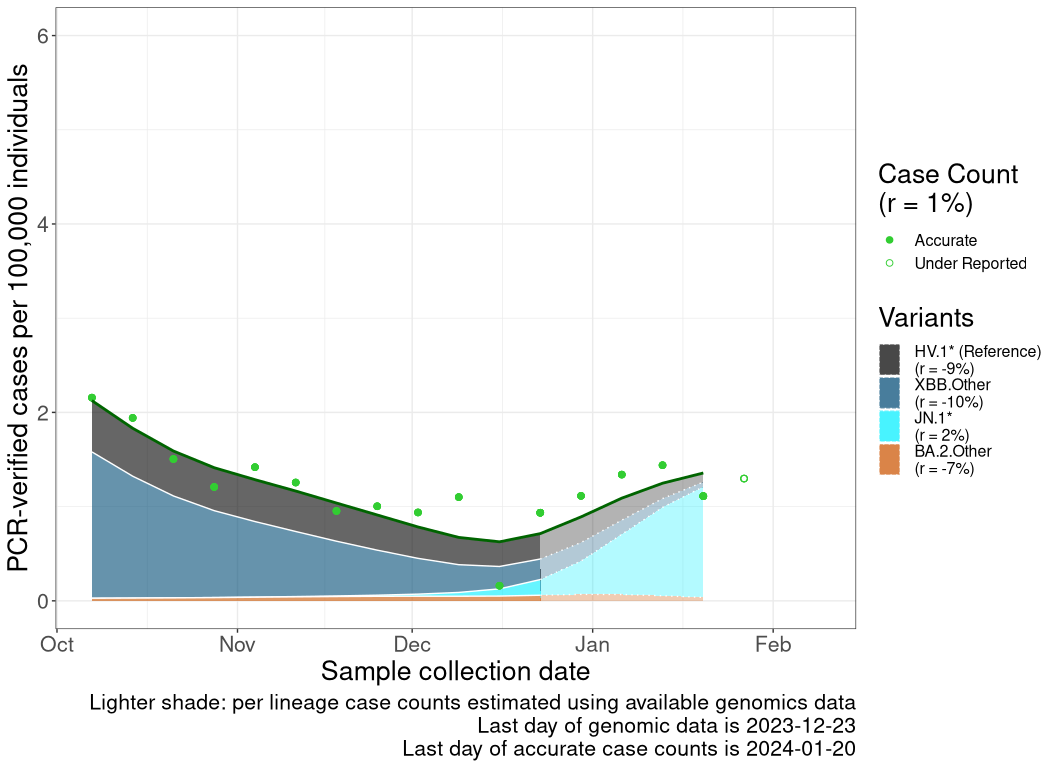 PCR-verified cases per 100,000 individuals
6
4
2
0
Oct
Nov
Dec
Jan
Feb
Sample collection date
Lighter shade: per lineage case counts estimated using available genomics data
Last day of genomic data is 2023-12-23
Last day of accurate case counts is 2024-01-20
Case Count
(r = 1%)
Accurate
Under Reported
Variants
HV.1* (Reference)
(r = -9%)
XBB.Other
(r = -10%)
JN.1*
(r = 2%)
BA.2.Other
(r = -7%)